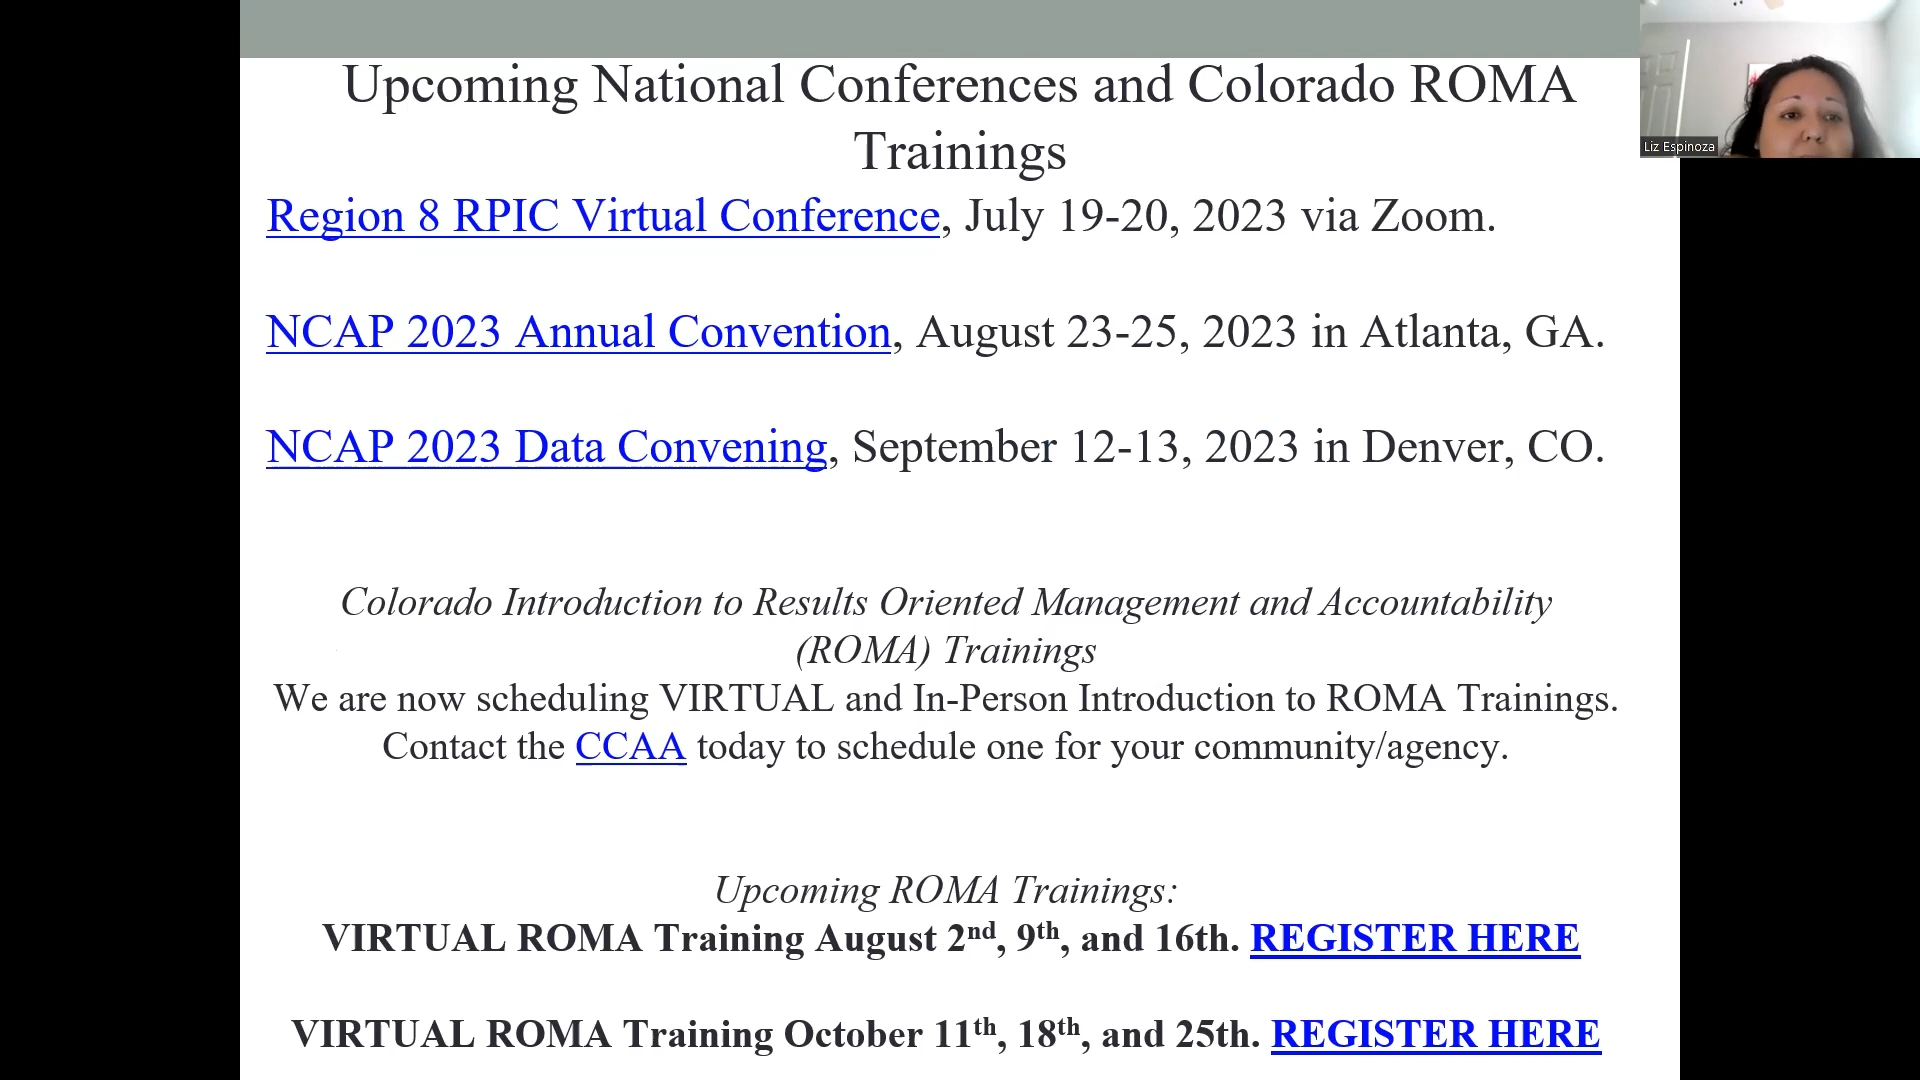 Upcoming National Conferences and Colorado ROMA
Trainings
Region 8 RPIC Virtual Conference, July 19-20, 2023 via Zoom.
NCAP 2023 Annual Convention, August 23-25, 2023 in Atlanta, GA.
NCAP 2023 Data Convening, September 12-13, 2023 in Denver, CO.
Colorado Introduction to Results Oriented Management and Accountability
(ROMA) Trainings
We are now scheduling VIRTUAL and In-Person Introduction to ROMA Trainings.
Contact the CCAA today to schedule one for your community/agency.
Upcoming ROMA Trainings:
VIRTUAL ROMA Training August 2nd, 9th, and 16th. REGISTER HERE
VIRTUAL ROMA Training October 11th, 18th, and 25th. REGISTER HERE
Liz Espinoza